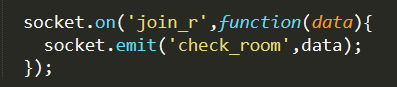 socket.on('join_r',function(data){
  socket.emit('check_room',data);
});